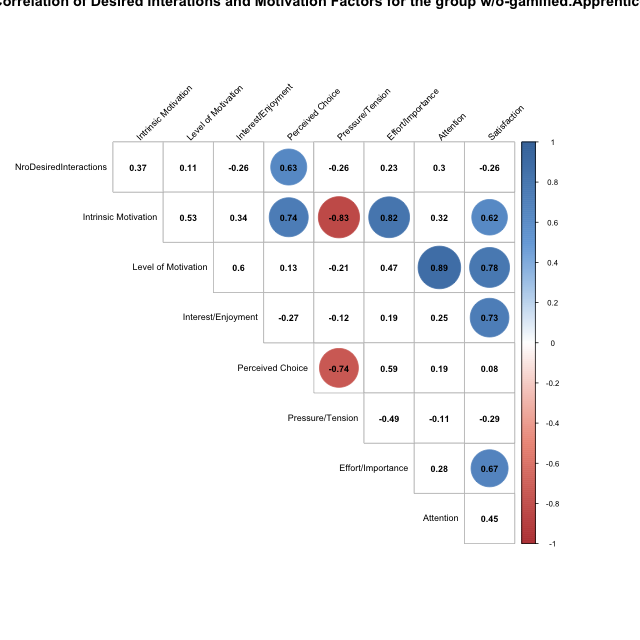 Correlation of Desired Interations and Motivation Factors for the group w/o-gamified.Apprentic
Intrinsic Motivation
Level of Motivation
Interest/Enjoyment
Perceived Choice
Pressure/Tension
Effort/Importance
Attention
Satisfaction
NroDesiredInteractions 0.37 0.11 -0.26 0.63 -0.26 0.23 0.3 -0.26
Intrinsic Motivation 0.53 0.34 0.74 -0.83 0.82 0.32 0.62
Level of Motivation 0.6 0.13 -0.21 0.47 0.89 0.78
Interest/Enjoyment -0.27 -0.12 0.19 0.25 0.73
Perceived Choice -0.74 0.59 0.19 0.08
Pressure/Tension -0.49 -0.11 -0.29
Effort/Importance 0.28 0.67
Attention 0.45
1
0.8
0.6
0.4
0.2
0
-0.2
-0.4
-0.6
-0.8
-1